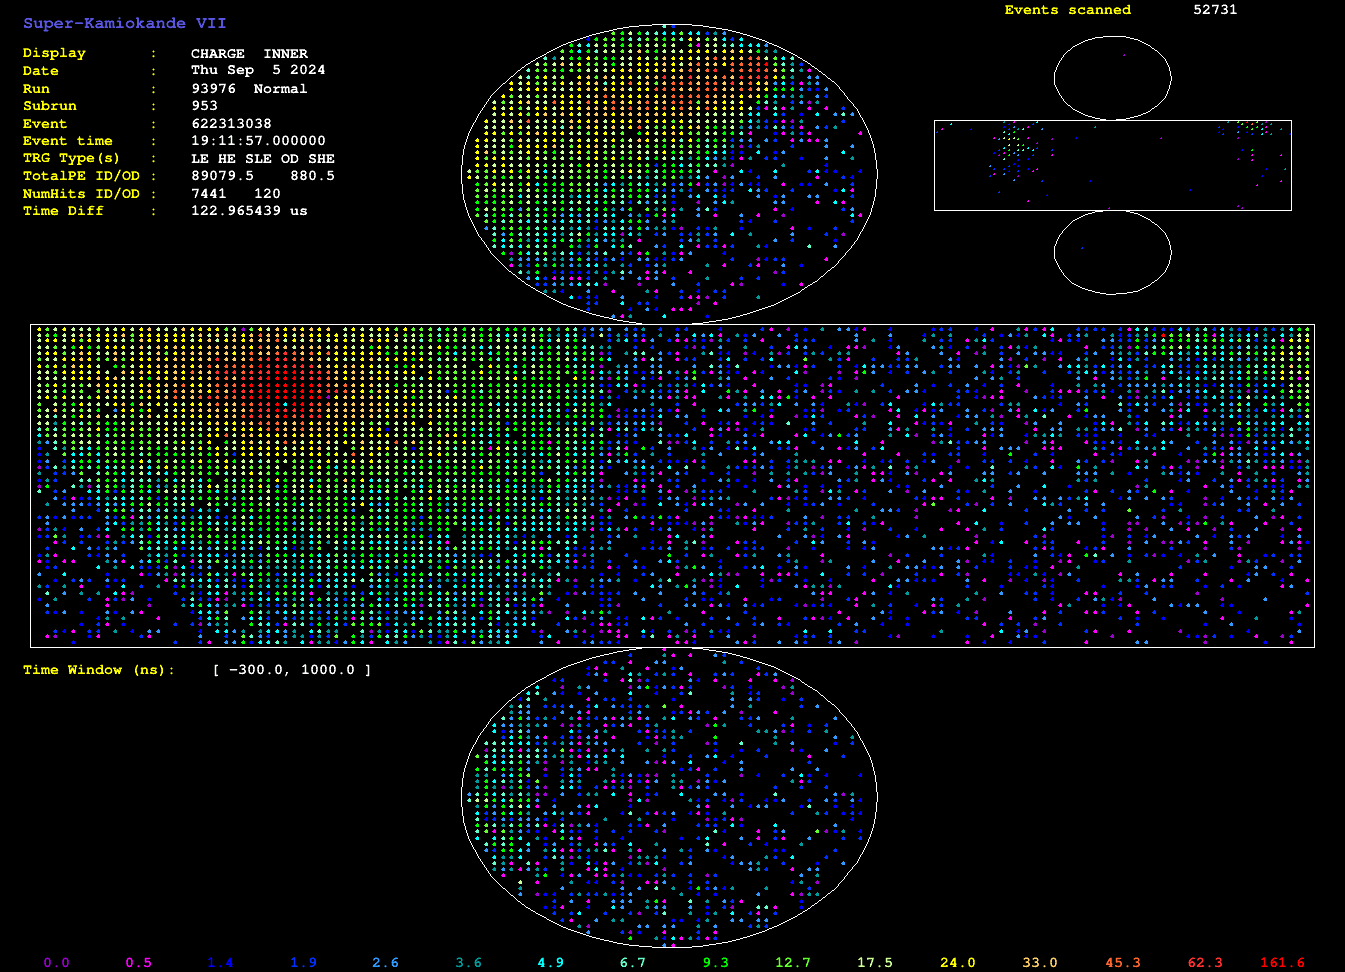 Super-Kamiokande VII
Events scanned 52731
Display : CHARGE INNER
Date : Thu Sep 5 2024
Run : 93976 Normal
Subrun : 953
Event : 622313038
Event time : 19:11:57.000000
TRG Type(s) : LE HE SLE OD SHE
TotalPE ID/OD : 89079.5 880.5
NumHits ID/OD : 7441 120
Time Diff : 122.965439 us
Time Window (ns): [ -300.0, 1000.0 ]
0.0 0.5 1.4 1.9 2.6 3.6 4.9 6.7 9.3 12.7 17.5 24.0 33.0 45.3 62.3 161.6